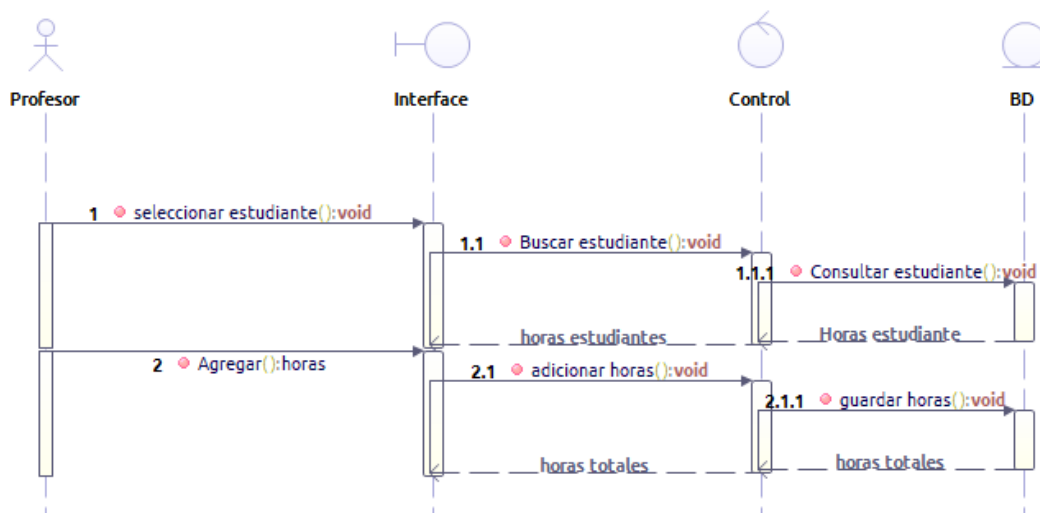 Profesor
Interface
Control
BD
1 seleccionar estudiante():void
1.1 Buscar estudiante():void
1.1.1 Consultar estudiante():void
horas estudiantes
Horas estudiante
2 Agregar():horas
2.1 adicionar horas():void
2.1.1 guardar horas():void
horas totales
horas totales